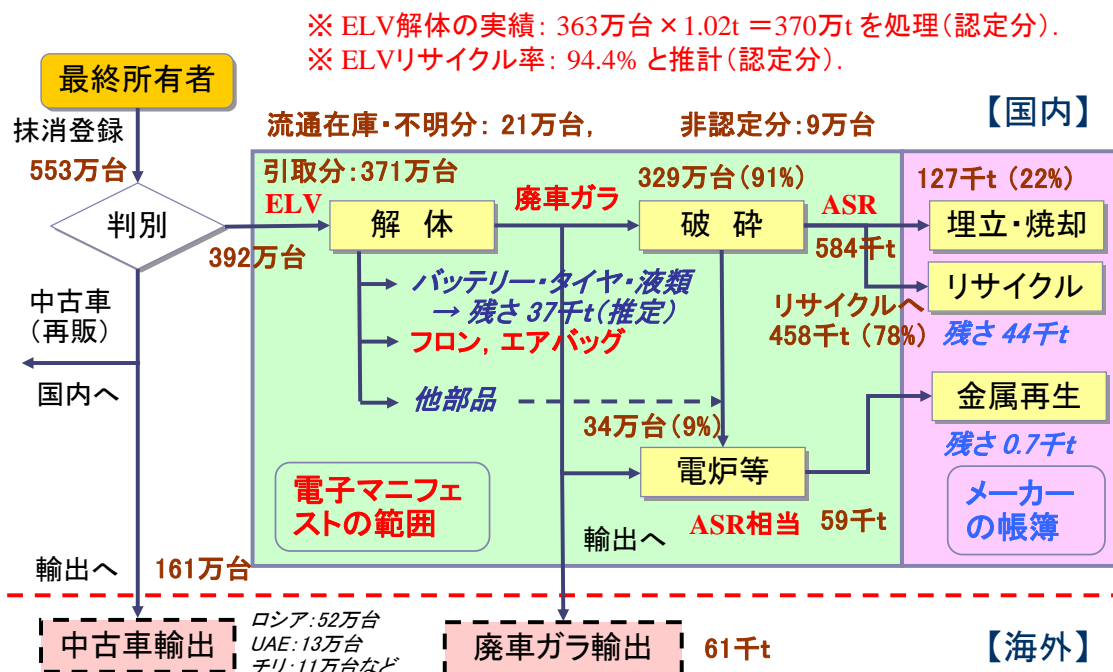 ※ ELV解体の実績: 363万台×1.02t =370万t を処理(認定分).
※ ELVリサイクル率: 94.4% と推計(認定分).
最終所有者
抹消登録
553万台
流通在庫・不明分: 21万台,
非認定分:9万台
【国内】
引取分:371万台
329万台(91%)
127千t (22%)
ELV
廃車ガラ
ASR
判別
解 体
破 砕
埋立・焼却
392万台
584千t
バッテリー・タイヤ・液類
→ 残さ 37千t(推定)
リサイクル
リサイクルへ
458千t (78%)
残さ 44千t
中古車
(再販)
フロン, エアバッグ
国内へ
他部品
金属再生
34万台(9%)
残さ 0.7千t
電炉等
電子マニフェ
ストの範囲
メーカー
の帳簿
ASR相当
59千t
輸出へ
輸出へ
161万台
中古車輸出
ロシア:52万台
UAE:13万台
チリ:11万台など
廃車ガラ輸出
61千t
【海外】